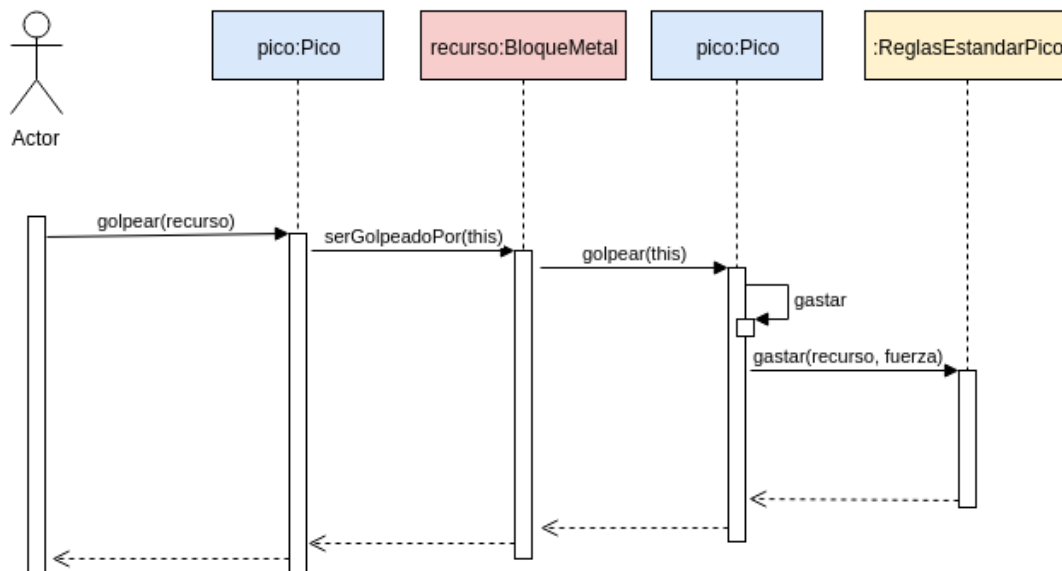 pico:Pico
recurso:BloqueMetal
pico:Pico
:ReglasEstandarPico
Actor
golpear(recurso)
serGolpeadoPor(this)
golpear(this)
gastar
gastar(recurso, fuerza)